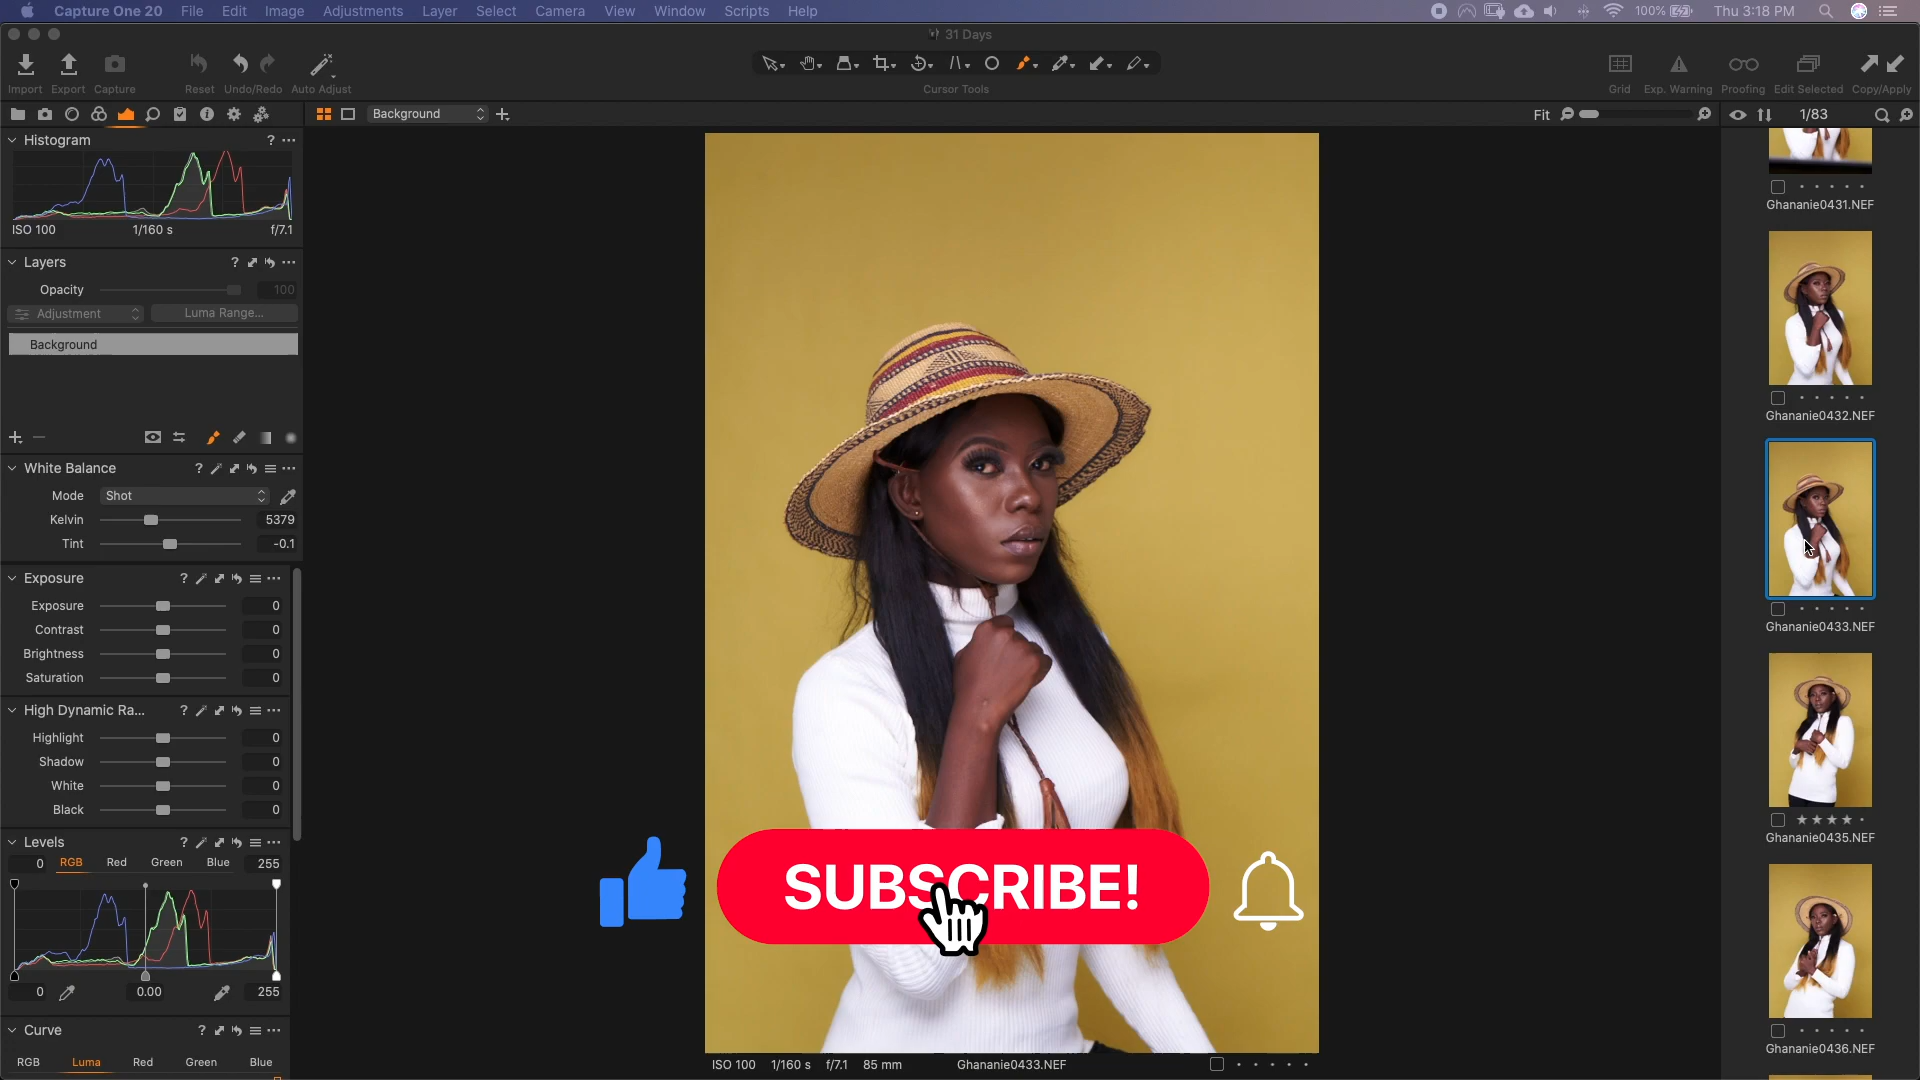 Capture One 20 File Edit Image Adjustments Layer Select Camera View Window Scripts Help 100% Thu 3:18 PM
31 Days
Import Export Capture Reset Undo/Redo Auto Adjust Cursor Tools Grid Exp. Warning Proofing Edit Selected Copy/Apply
Background Fit 1/83
Histogram ?
ISO 100 1/160 s f/7.1
Layers ?
Opacity 100
Adjustment Luma Range...
Background
White Balance ?
Mode Shot
Kelvin 5379
Tint -0.1
Exposure ?
Exposure 0
Contrast 0
Brightness 0
Saturation 0
High Dynamic Ra... ?
Highlight 0
Shadow 0
White 0
Black 0
Levels ?
0 RGB Red Green Blue 255
0 0.00 255
Curve ?
RGB Luma Red Green Blue
SUBSCRIBE!
ISO 100 1/160 s f/7.1 85 mm Ghananie0433.NEF
Ghananie0431.NEF
Ghananie0432.NEF
Ghananie0433.NEF
Ghananie0435.NEF
Ghananie0436.NEF